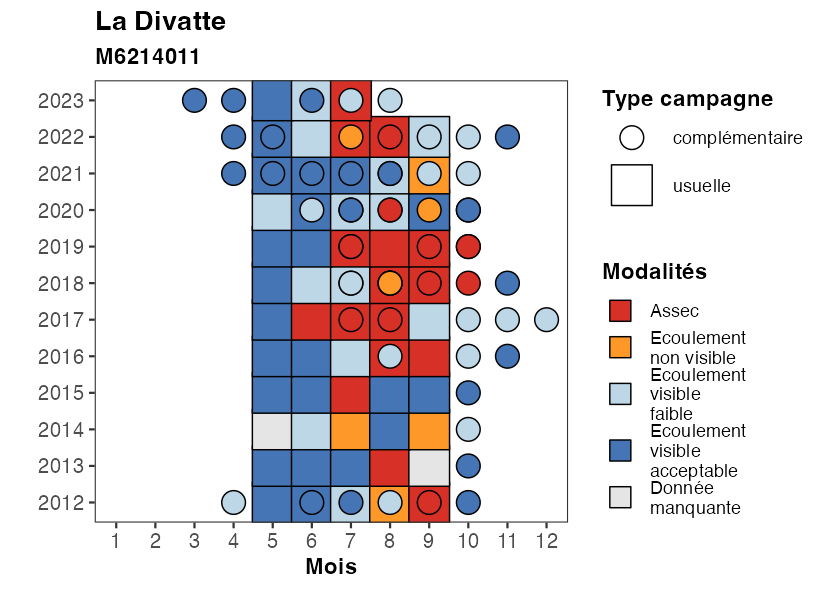 La Divatte
M6214011
2023
2022
2021
2020
2019
2018
2017
2016
2015
2014
2013
2012
1 2 3 4 5 6 7 8 9 10 11 12
Mois
Type campagne
complémentaire
usuelle
Modalités
Assec
Ecoulement
non visible
Ecoulement
visible
faible
Ecoulement
visible
acceptable
Donnée
manquante